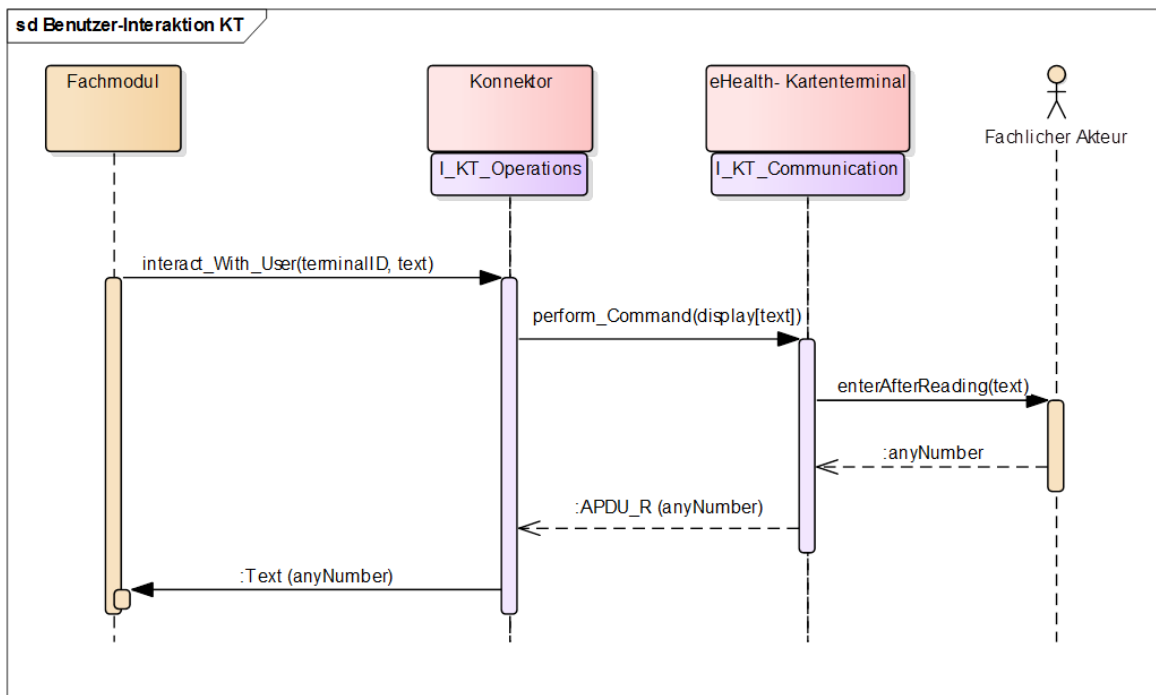 sd Benutzer-Interaktion KT
Fachmodul
Konnektor
eHealth- Kartenterminal
I_KT_Operations
I_KT_Communication
Fachlicher Akteur
interact_With_User(terminalID, text)
perform_Command(display[text])
enterAfterReading(text)
:anyNumber
:APDU_R (anyNumber)
:Text (anyNumber)